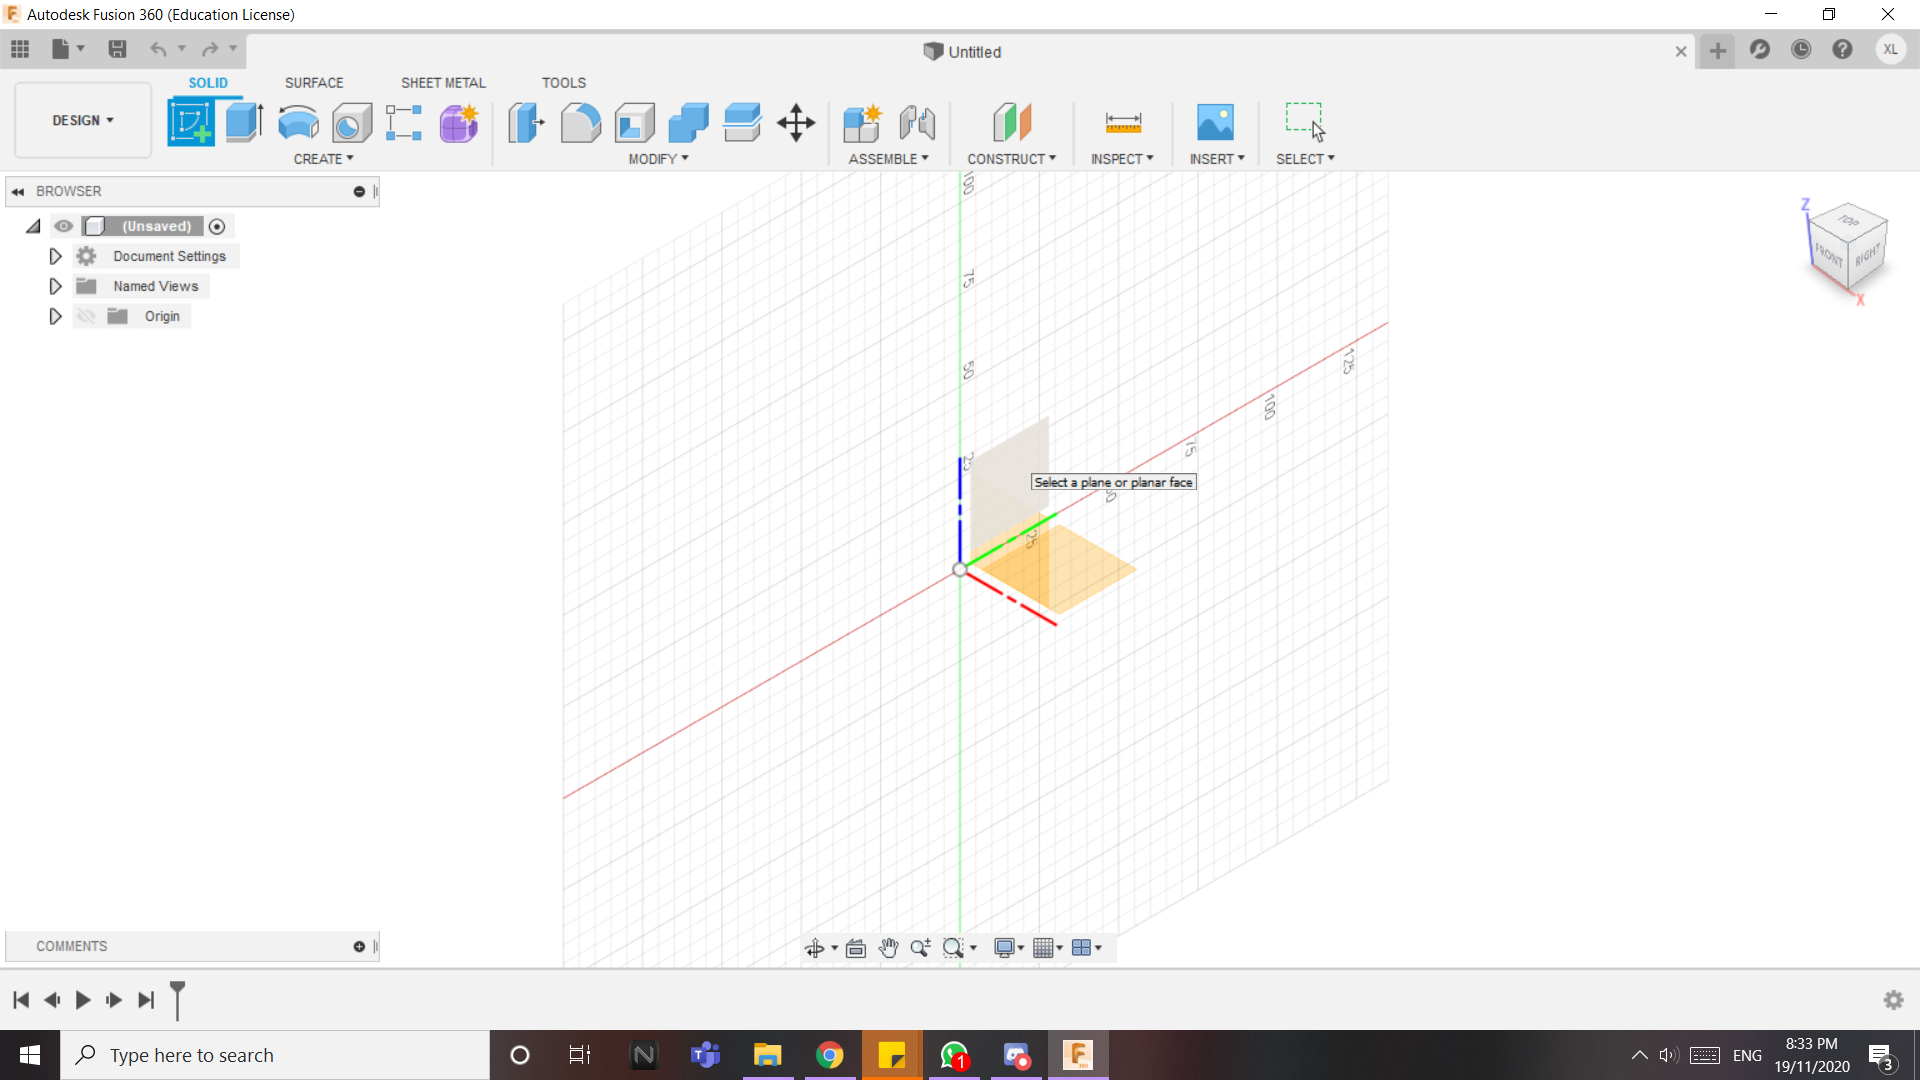 Autodesk Fusion 360 (Education License)
Untitled
XL
SOLID
SURFACE
SHEET METAL
TOOLS
DESIGN
CREATE
MODIFY
ASSEMBLE
CONSTRUCT
INSPECT
INSERT
SELECT
BROWSER
(Unsaved)
Document Settings
Named Views
Origin
100
75
50
25
125
100
75
25
Select a plane or planar face
Z
TOP
FRONT
RIGHT
X
COMMENTS
Type here to search
1
ENG
8:33 PM
19/11/2020
3